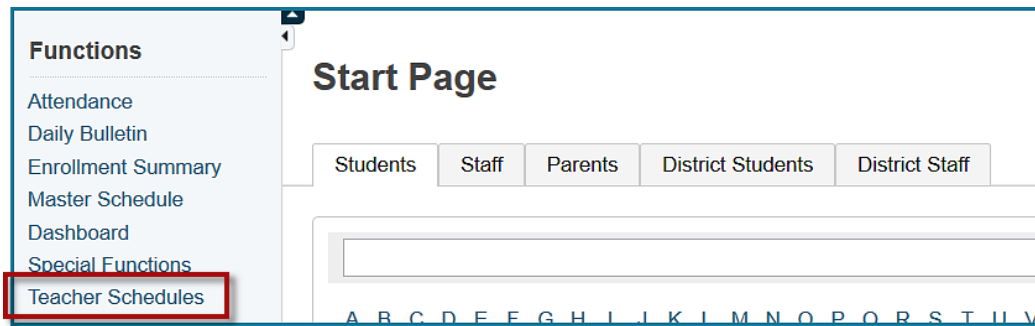 Functions
Attendance
Daily Bulletin
Enrollment Summary
Master Schedule
Dashboard
Special Functions
Teacher Schedules
Start Page
Students Staff Parents District Students District Staff
A B C D E F G H I J K L M N O P Q R S T U V